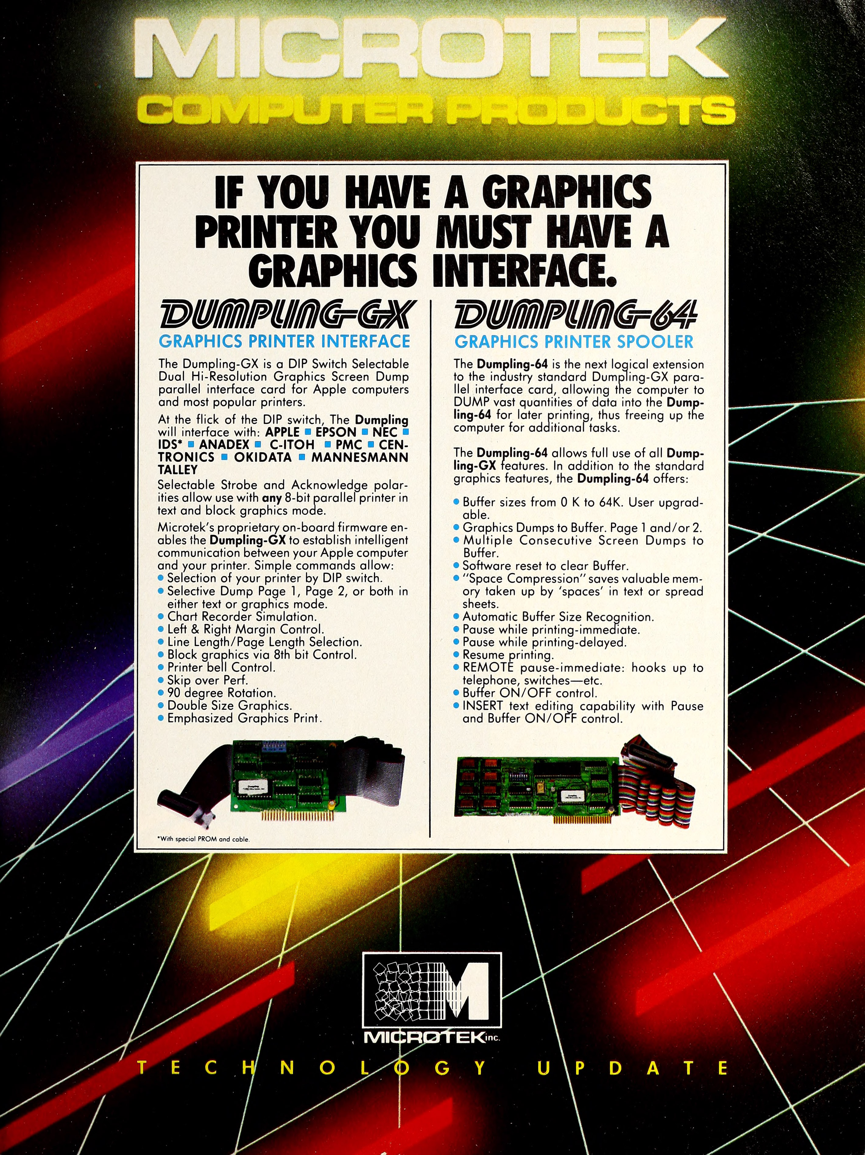 MICROTEK
COMPUTER PRODUCTS
IF YOU HAVE A GRAPHICS
PRINTER YOU MUST HAVE A
GRAPHICS INTERFACE.
DUMPLING-GX
GRAPHICS PRINTER INTERFACE
The Dumpling-GX is a DIP Switch Selectable
Dual Hi-Resolution Graphics Screen Dump
parallel interface card for Apple computers
and most popular printers.
At the flick of the DIP switch, The Dumpling
will interface with: APPLE ■ EPSON ■ NEC ■
IDS* ■ ANADEX ■ C-ITOH ■ PMC ■ CEN-
TRONICS ■ OKIDATA ■ MANNESMANN
TALLEY
Selectable Strobe and Acknowledge polar-
ities allow use with any 8-bit parallel printer in
text and block graphics mode.
Microtek's proprietary on-board firmware en-
ables the Dumpling-GX to establish intelligent
communication between your Apple computer
and your printer. Simple commands allow:
• Selection of your printer by DIP switch.
• Selective Dump Page 1, Page 2, or both in
either text or graphics mode.
• Chart Recorder Simulation.
• Left & Right Margin Control.
• Line Length/Page Length Selection.
• Block graphics via 8th bit Control.
• Printer bell Control.
• Skip over Perf.
• 90 degree Rotation.
• Double Size Graphics.
• Emphasized Graphics Print.
*With special PROM and cable.
DUMPLING-64
GRAPHICS PRINTER SPOOLER
The Dumpling-64 is the next logical extension
to the industry standard Dumpling-GX para-
llel interface card, allowing the computer to
DUMP vast quantities of data into the Dump-
ling-64 for later printing, thus freeing up the
computer for additional tasks.
The Dumpling-64 allows full use of all Dump-
ling-GX features. In addition to the standard
graphics features, the Dumpling-64 offers:
• Buffer sizes from 0 K to 64K. User upgrad-
able.
• Graphics Dumps to Buffer. Page 1 and/or 2.
• Multiple Consecutive Screen Dumps to
Buffer.
• Software reset to clear Buffer.
• "Space Compression" saves valuable mem-
ory taken up by 'spaces' in text or spread
sheets.
• Automatic Buffer Size Recognition.
• Pause while printing-immediate.
• Pause while printing-delayed.
• Resume printing.
• REMOTE pause-immediate: hooks up to
telephone, switches—etc.
• Buffer ON/OFF control.
• INSERT text editing capability with Pause
and Buffer ON/OFF control.
M
MICROTEK inc.
TECHNOLOGY UPDATE